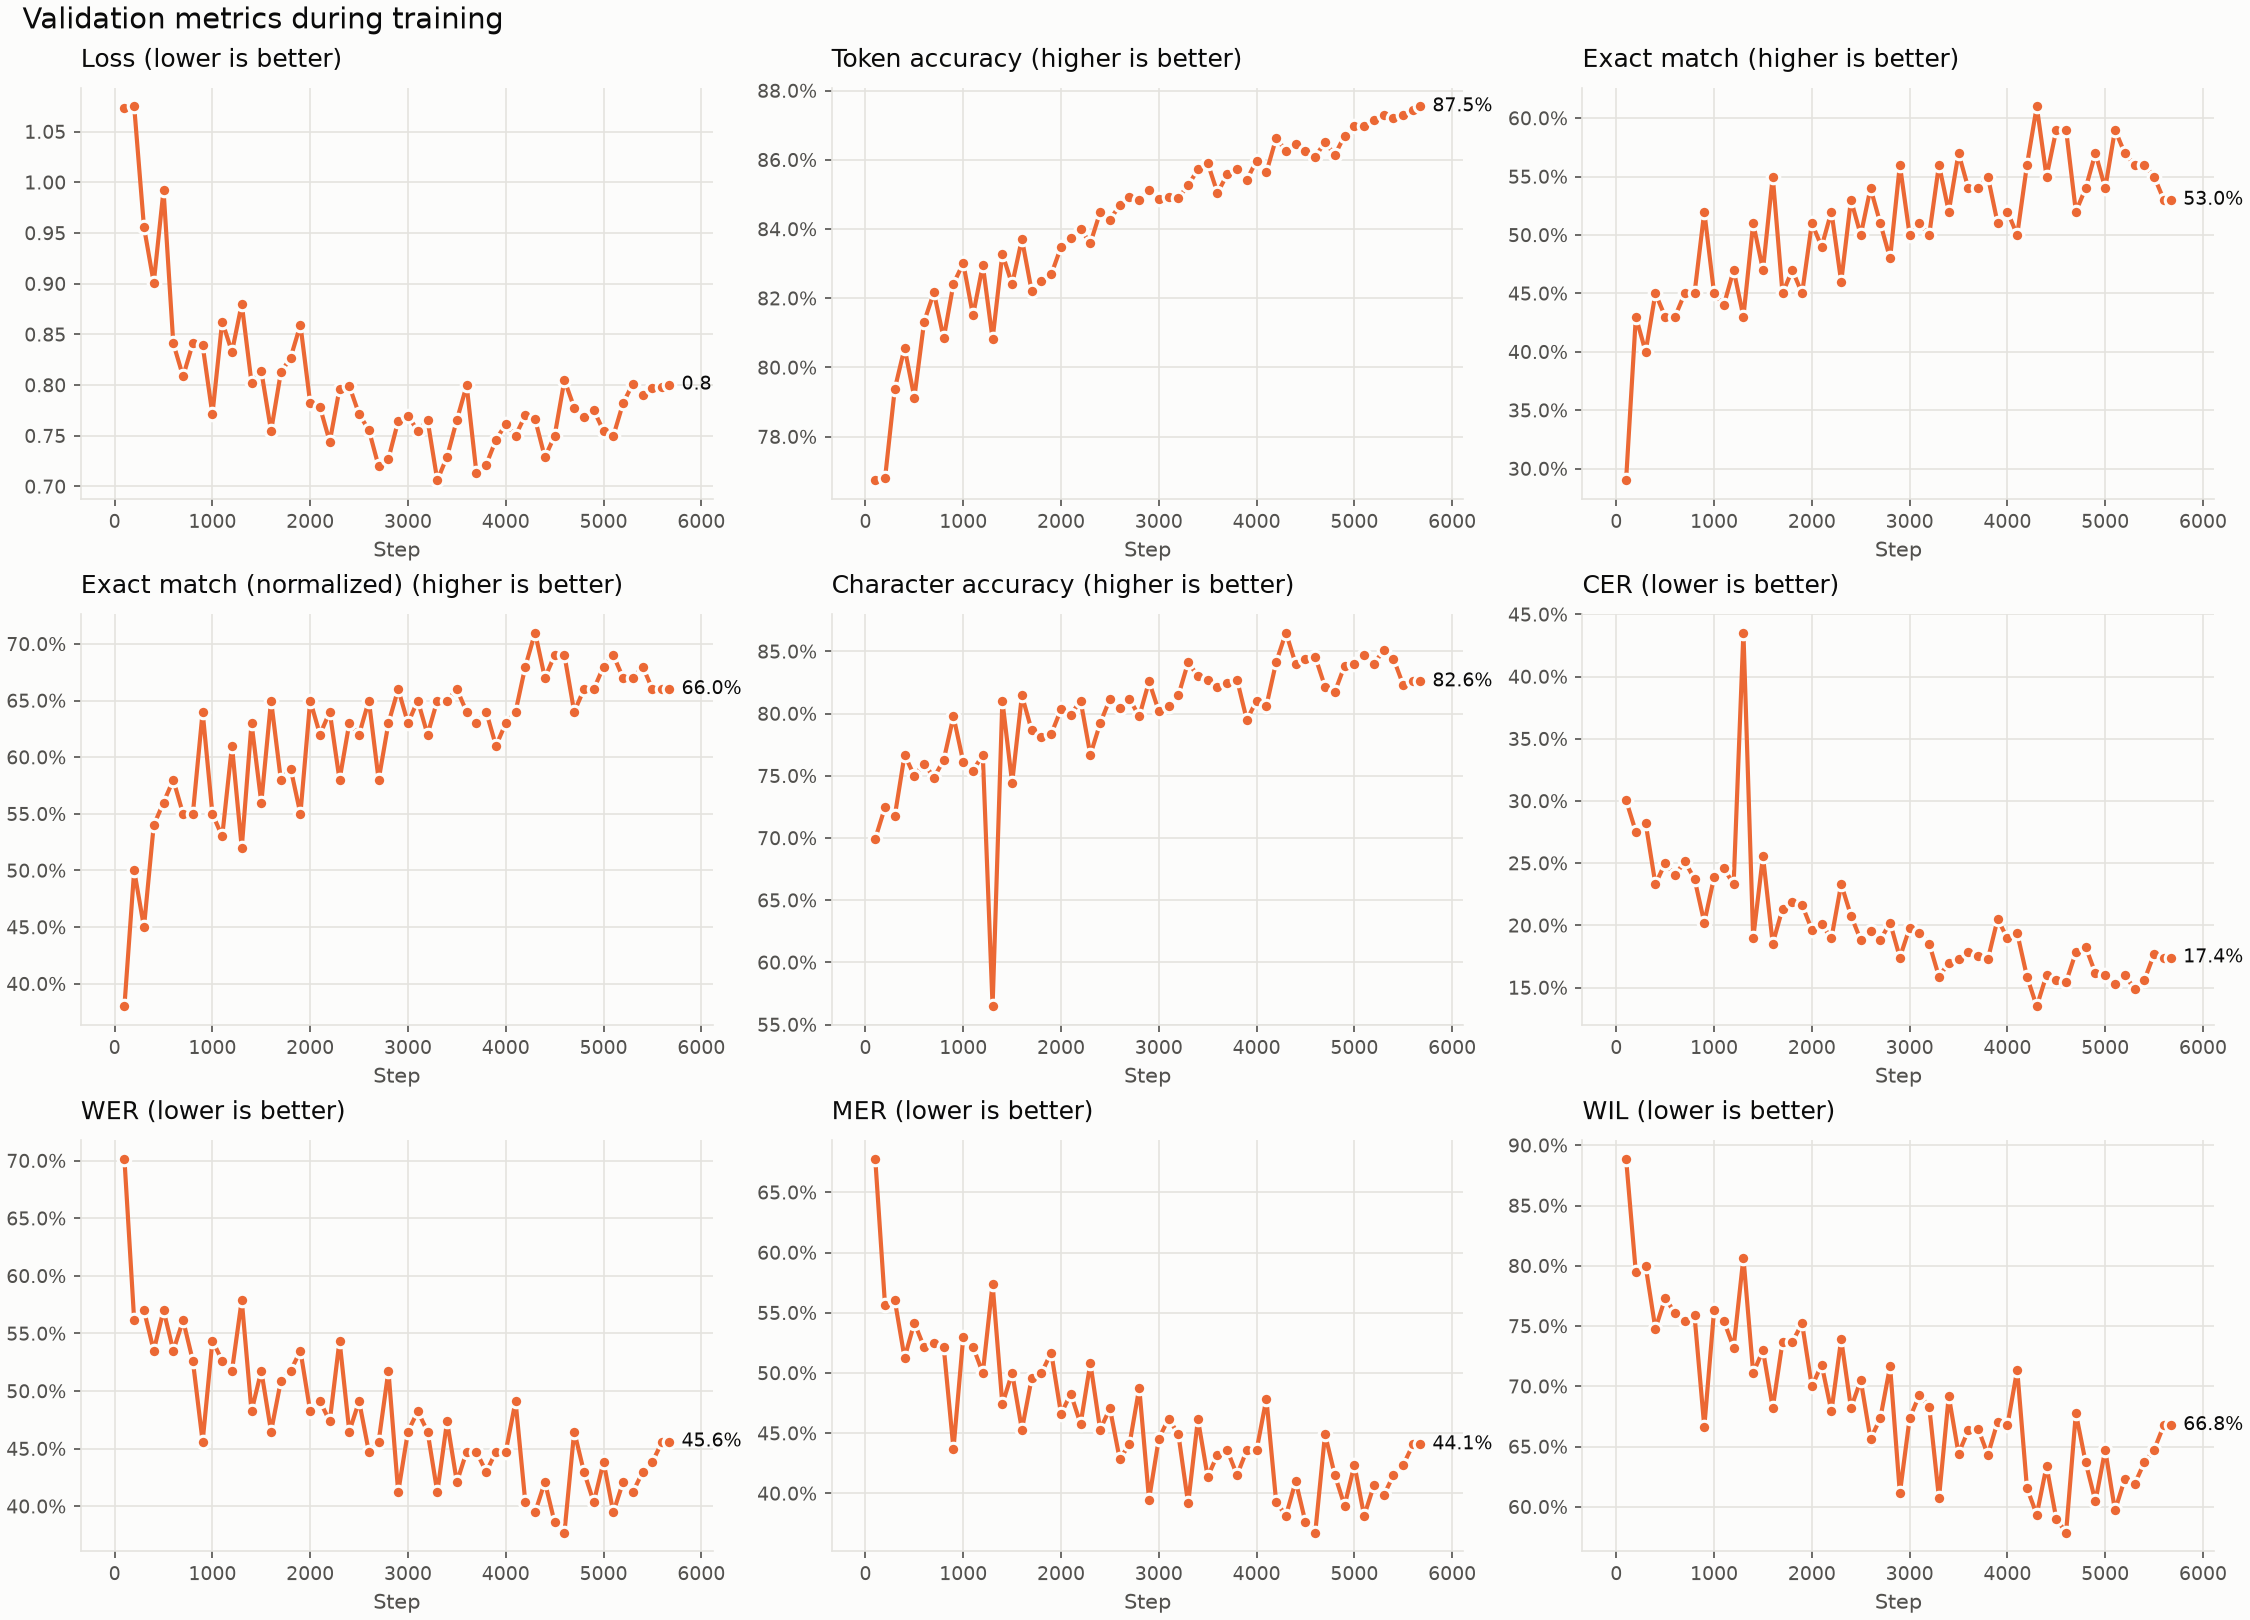 Validation metrics during training
Loss (lower is better)
1.05
1.00
0.95
0.90
0.85
0.80
0.75
0.70
0.8
0 1000 2000 3000 4000 5000 6000
Step
Token accuracy (higher is better)
88.0%
86.0%
84.0%
82.0%
80.0%
78.0%
87.5%
0 1000 2000 3000 4000 5000 6000
Step
Exact match (higher is better)
60.0%
55.0%
50.0%
45.0%
40.0%
35.0%
30.0%
53.0%
0 1000 2000 3000 4000 5000 6000
Step
Exact match (normalized) (higher is better)
70.0%
65.0%
60.0%
55.0%
50.0%
45.0%
40.0%
66.0%
0 1000 2000 3000 4000 5000 6000
Step
Character accuracy (higher is better)
85.0%
80.0%
75.0%
70.0%
65.0%
60.0%
55.0%
82.6%
0 1000 2000 3000 4000 5000 6000
Step
CER (lower is better)
45.0%
40.0%
35.0%
30.0%
25.0%
20.0%
15.0%
17.4%
0 1000 2000 3000 4000 5000 6000
Step
WER (lower is better)
70.0%
65.0%
60.0%
55.0%
50.0%
45.0%
40.0%
45.6%
0 1000 2000 3000 4000 5000 6000
Step
MER (lower is better)
65.0%
60.0%
55.0%
50.0%
45.0%
40.0%
44.1%
0 1000 2000 3000 4000 5000 6000
Step
WIL (lower is better)
90.0%
85.0%
80.0%
75.0%
70.0%
65.0%
60.0%
66.8%
0 1000 2000 3000 4000 5000 6000
Step